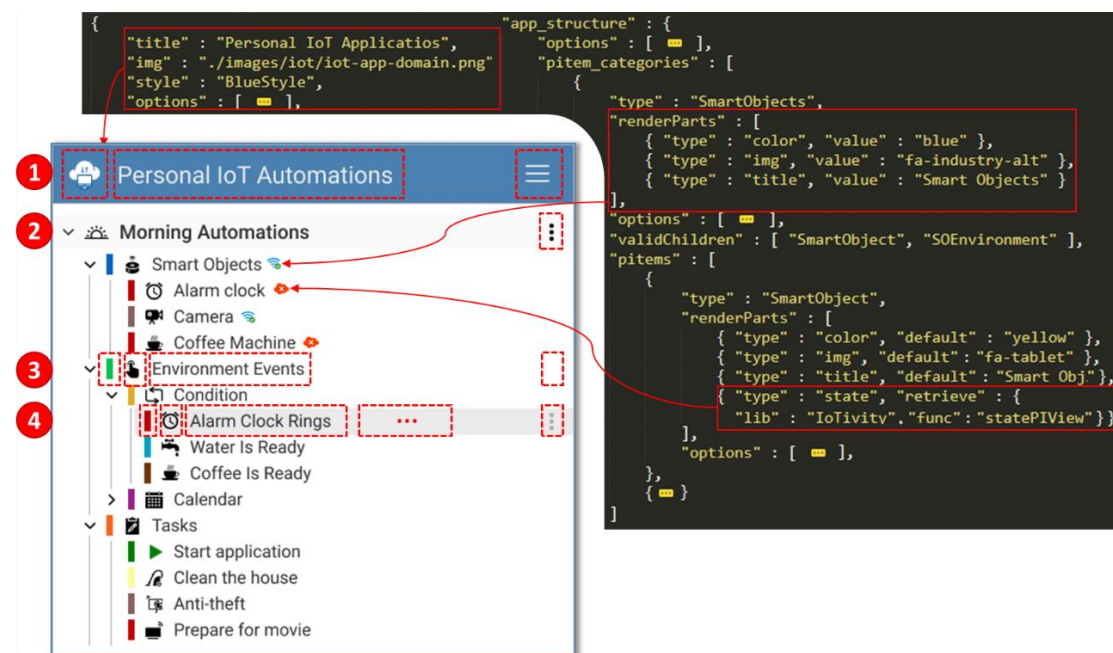 {
"title" : "Personal IoT Applicatios",
"img" : "./images/iot/iot-app-domain.png"
"style" : "BlueStyle",
"options" : [ ... ],
"app_structure" : {
"options" : [ ... ],
"pitem_categories" : [
{
"type" : "SmartObjects",
"renderParts" : [
{ "type" : "color", "value" : "blue" },
{ "type" : "img", "value" : "fa-industry-alt" },
{ "type" : "title", "value" : "Smart Objects" }
],
"options" : [ ... ],
"validChildren" : [ "SmartObject", "SOEnvironment" ],
"pitems" : [
{
"type" : "SmartObject",
"renderParts" : [
{ "type" : "color", "default" : "yellow" },
{ "type" : "img", "default" : "fa-tablet" },
{ "type" : "title", "default" : "Smart Obj."},
{ "type" : "state", "retrieve" : {
"lib" : "IoTivity","func":"statePIView"}}
],
"options" : [ ... ],
},
{ ... }
]
1 Personal IoT Automations
2 Morning Automations
Smart Objects
Alarm clock
Camera
Coffee Machine
3 Environment Events
Condition
4 Alarm Clock Rings ...
Water Is Ready
Coffee Is Ready
Calendar
Tasks
Start application
Clean the house
Anti-theft
Prepare for movie